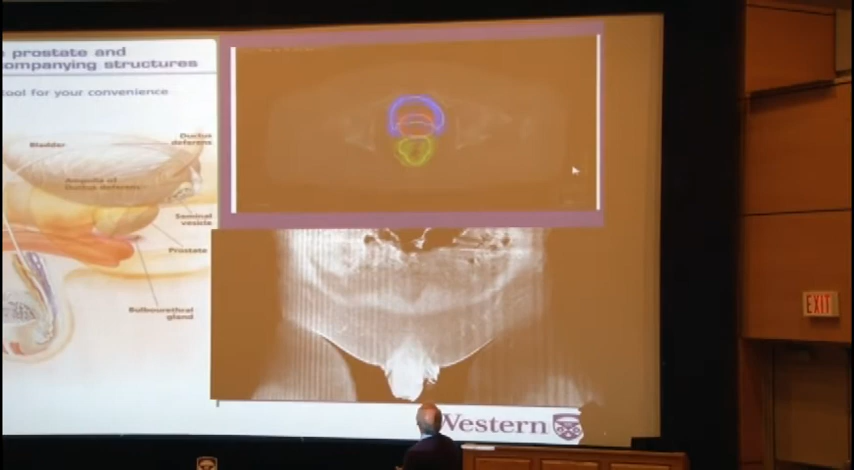 prostate and
ompanying structures
tool for your convenience
Bladder
Ductus
deferens
Ampulla of
Ductus deferens
Seminal
vesicle
Prostate
Bulbourethral
gland
Western
EXIT